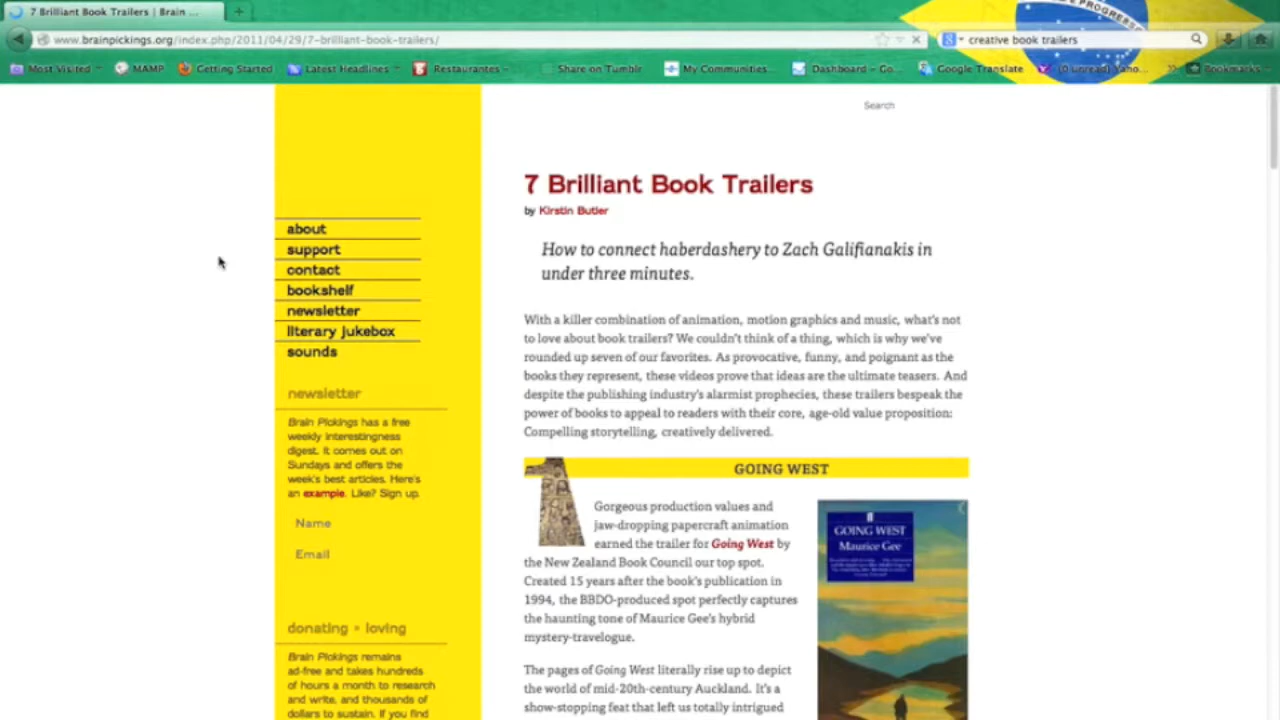 7 Brilliant Book Trailers | Brain ...
www.brainpickings.org/index.php/2011/04/29/7-brilliant-book-trailers/
creative book trailers
Most Visited
MAMP
Getting Started
Latest Headlines
Restaurantes
Share on Tumblr
My Communities...
Dashboard - Go...
Google Translate
(0 unread) Yaho...
Bookmarks
Search
about
support
contact
bookshelf
newsletter
literary jukebox
sounds
newsletter
Brain Pickings has a free
weekly interestingness
digest. It comes out on
Sundays and offers the
week's best articles. Here's
an example. Like? Sign up.
Name
Email
donating = loving
Brain Pickings remains
ad-free and takes hundreds
of hours a month to research
and write, and thousands of
dollars to sustain. If you find
7 Brilliant Book Trailers
by Kirstin Butler
How to connect haberdashery to Zach Galifianakis in
under three minutes.
With a killer combination of animation, motion graphics and music, what's not
to love about book trailers? We couldn't think of a thing, which is why we've
rounded up seven of our favorites. As provocative, funny, and poignant as the
books they represent, these videos prove that ideas are the ultimate teasers. And
despite the publishing industry's alarmist prophecies, these trailers bespeak the
power of books to appeal to readers with their core, age-old value proposition:
Compelling storytelling, creatively delivered.
1
GOING WEST
Gorgeous production values and
jaw-dropping papercraft animation
earned the trailer for Going West by
the New Zealand Book Council our top spot.
Created 15 years after the book's publication in
1994, the BBDO-produced spot perfectly captures
the haunting tone of Maurice Gee's hybrid
mystery-travelogue.
The pages of Going West literally rise up to depict
the world of mid-20th-century Auckland. It's a
show-stopping feat that left us totally intrigued
GOING WEST
Maurice Gee